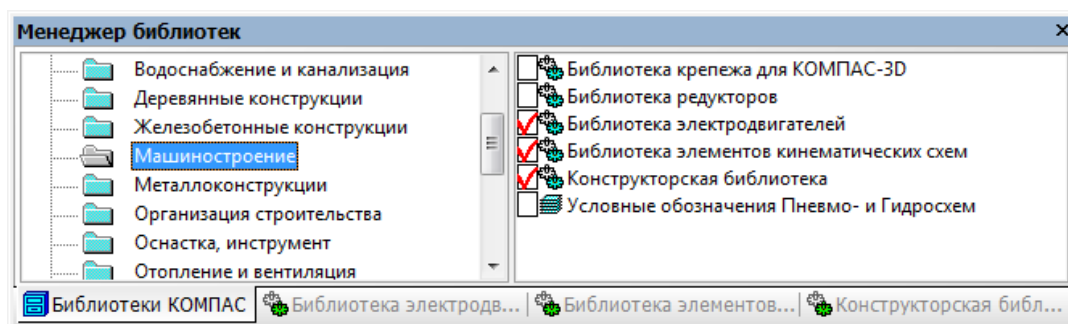 Менеджер библиотек
Водоснабжение и канализация
Деревянные конструкции
Железобетонные конструкции
Машиностроение
Металлоконструкции
Организация строительства
Оснастка, инструмент
Отопление и вентиляция
Библиотека крепежа для КОМПАС-3D
Библиотека редукторов
Библиотека электродвигателей
Библиотека элементов кинематических схем
Конструкторская библиотека
Условные обозначения Пневмо- и Гидросхем
Библиотеки КОМПАС Библиотека электродв... Библиотека элементов... Конструкторская библ...